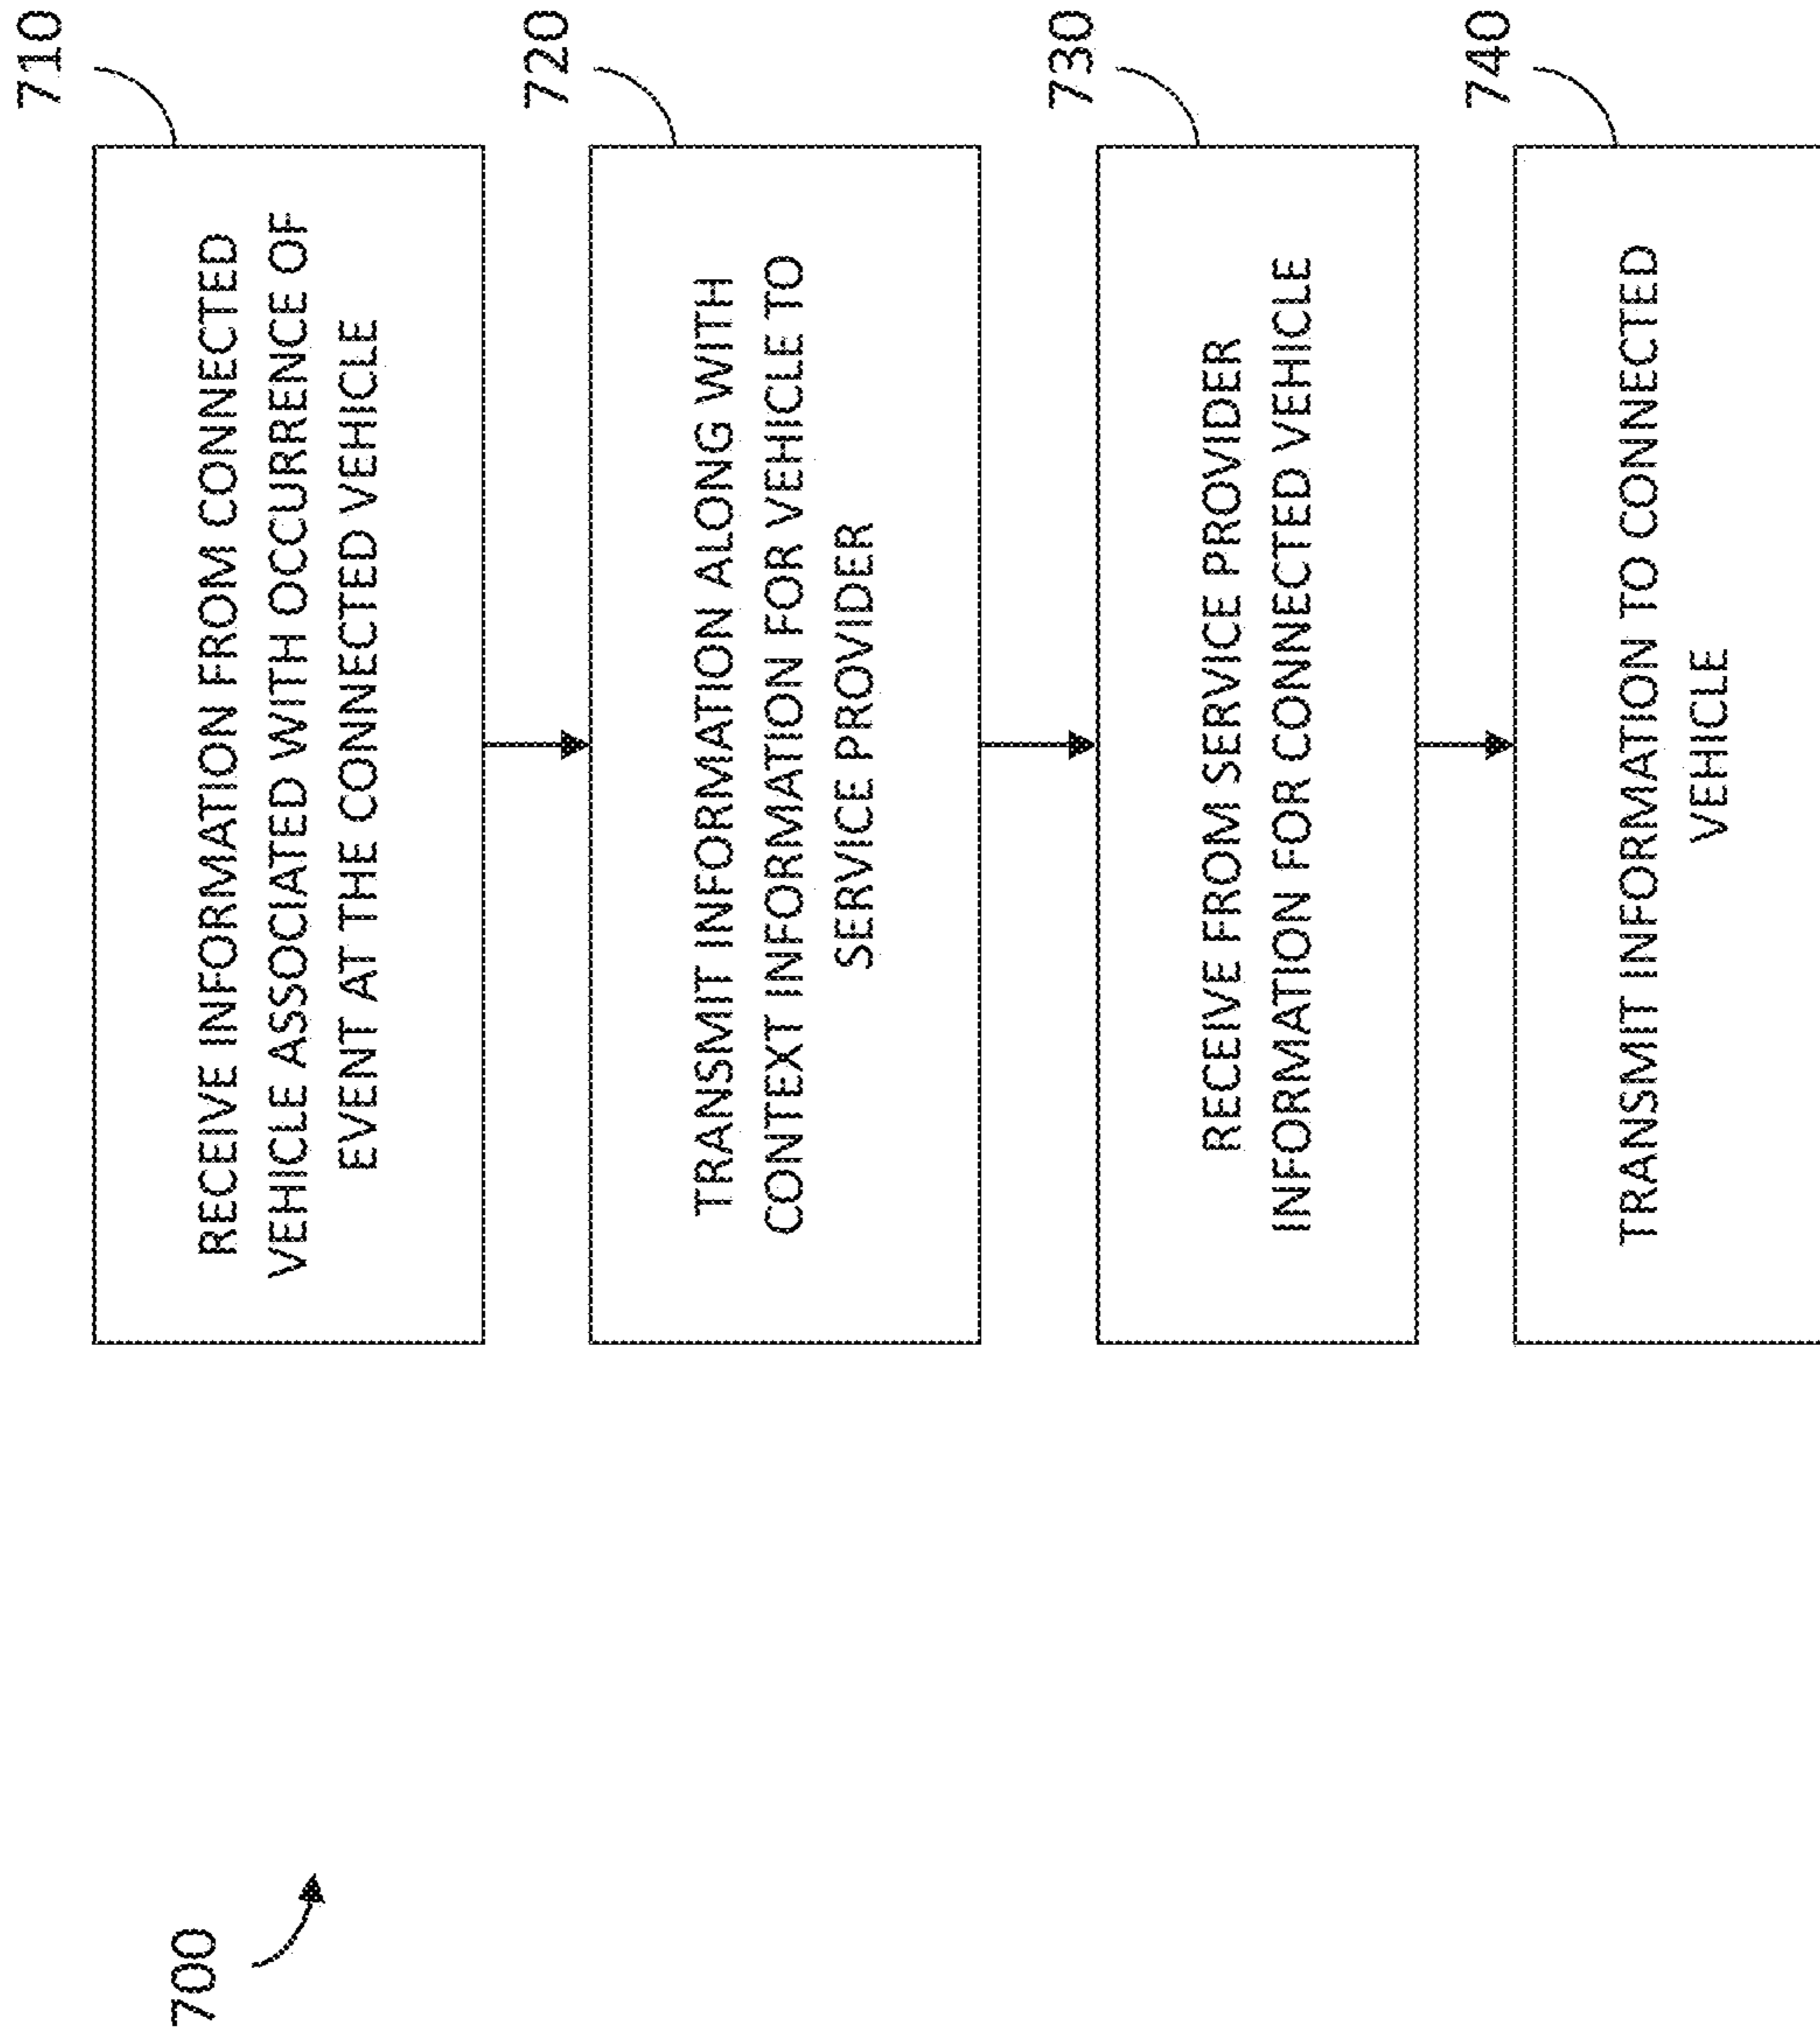 700
710
RECEIVE INFORMATION FROM CONNECTED
VEHICLE ASSOCIATED WITH OCCURRENCE OF
EVENT AT THE CONNECTED VEHICLE
720
TRANSMIT INFORMATION ALONG WITH
CONTEXT INFORMATION FOR VEHICLE TO
SERVICE PROVIDER
730
RECEIVE FROM SERVICE PROVIDER
INFORMATION FOR CONNECTED VEHICLE
740
TRANSMIT INFORMATION TO CONNECTED
VEHICLE